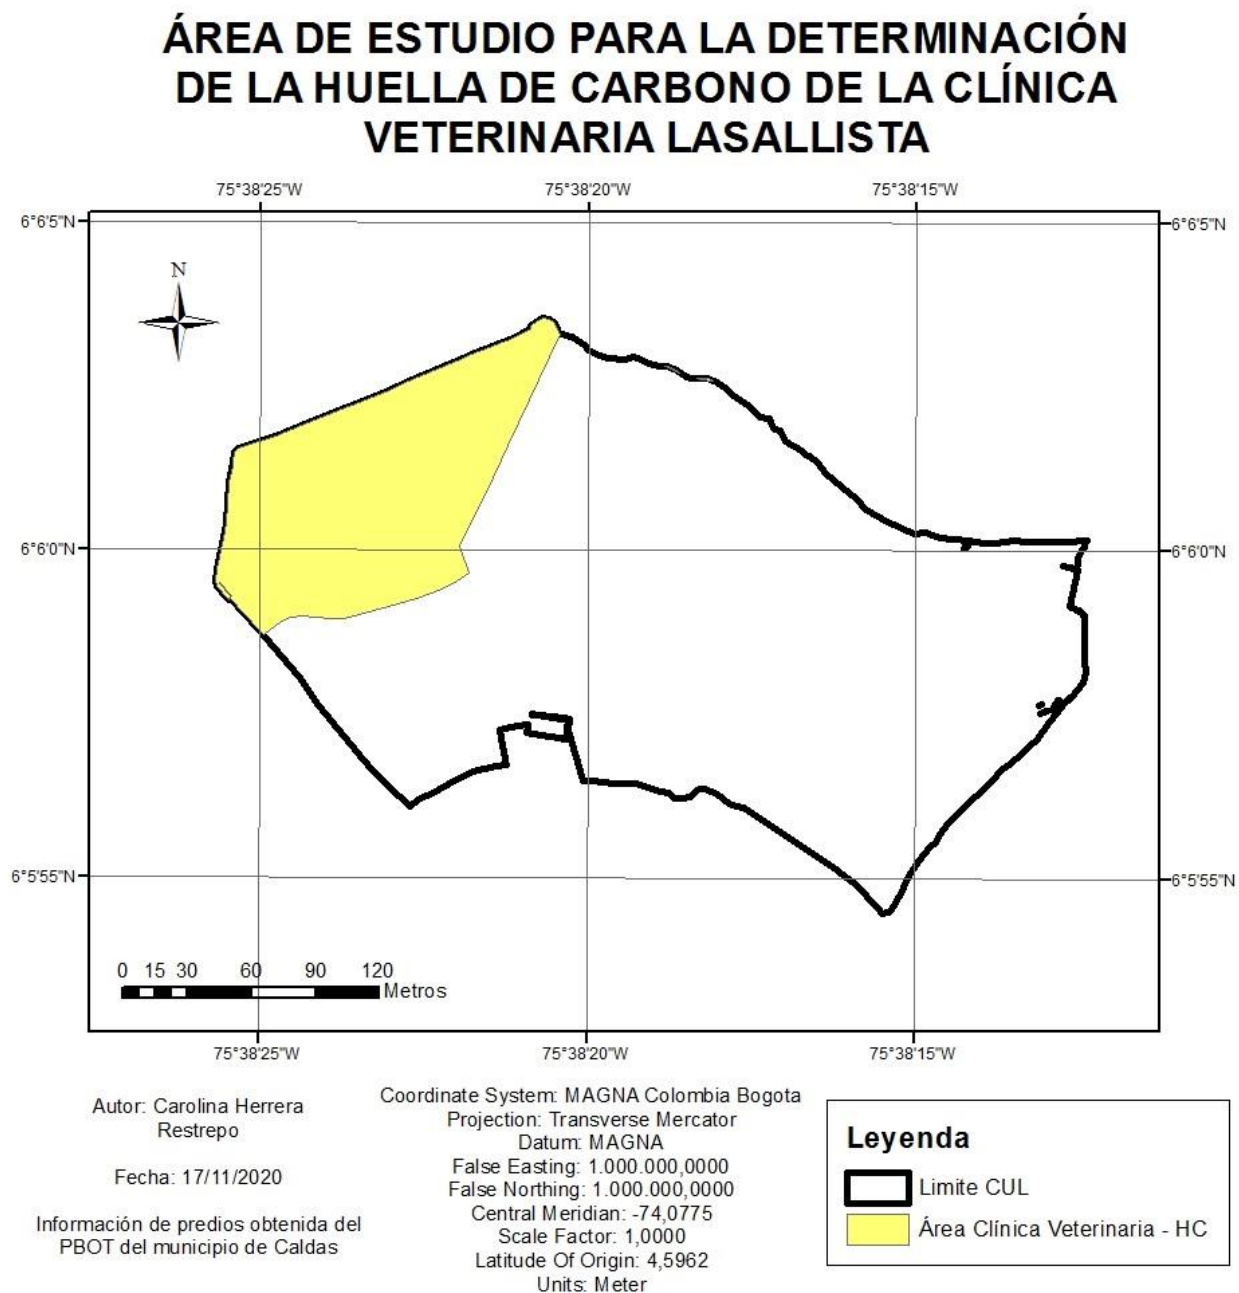 ÁREA DE ESTUDIO PARA LA DETERMINACIÓN
DE LA HUELLA DE CARBONO DE LA CLÍNICA
VETERINARIA LASALLISTA
75°38'25"W
75°38'20"W
75°38'15"W
6°6'5"N
6°6'5"N
N
6°6'0"N
6°6'0"N
6°5'55"N
6°5'55"N
0 15 30 60 90 120
Metros
75°38'25"W
75°38'20"W
75°38'15"W
Autor: Carolina Herrera
Restrepo
Fecha: 17/11/2020
Información de predios obtenida del
PBOT del municipio de Caldas
Coordinate System: MAGNA Colombia Bogota
Projection: Transverse Mercator
Datum: MAGNA
False Easting: 1.000.000,0000
False Northing: 1.000.000,0000
Central Meridian: -74,0775
Scale Factor: 1,0000
Latitude Of Origin: 4,5962
Units: Meter
Leyenda
Limite CUL
Área Clínica Veterinaria - HC